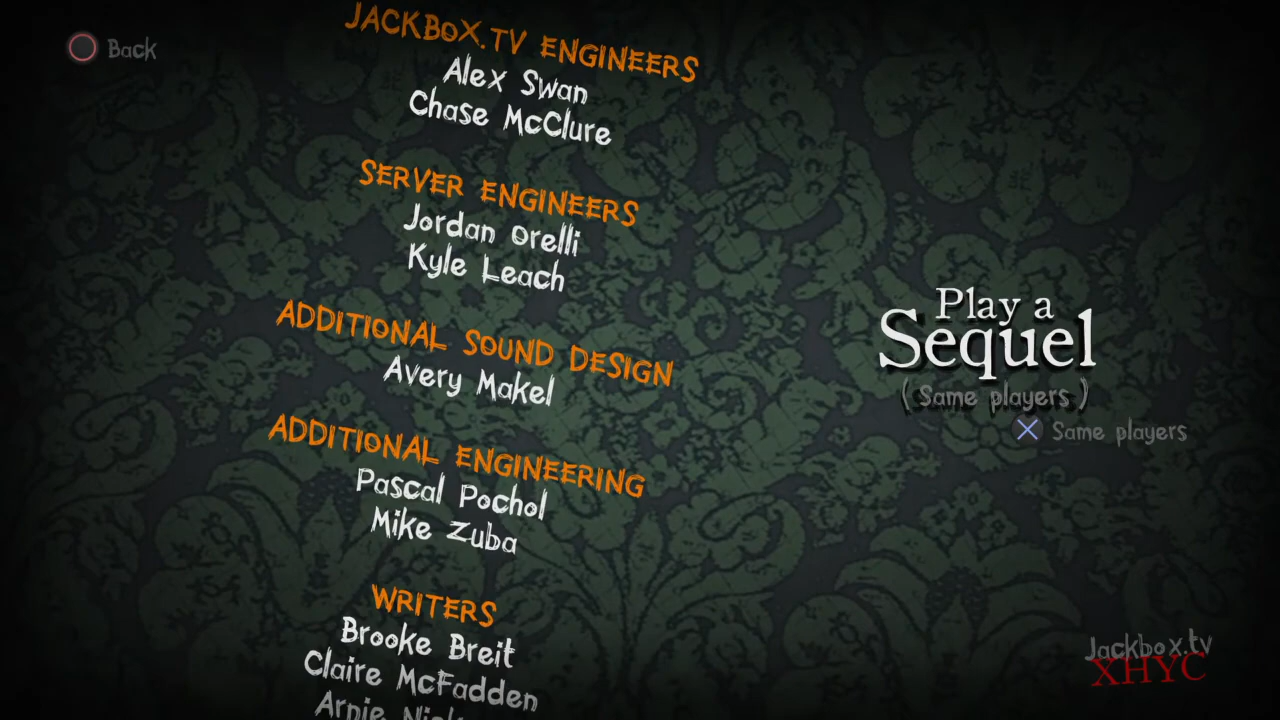 Back
JACKBOX.TV ENGINEERS
Alex Swan
Chase McClure
SERVER ENGINEERS
Jordan Orelli
Kyle Leach
ADDITIONAL SOUND DESIGN
Avery Makel
ADDITIONAL ENGINEERING
Pascal Pochol
Mike Zuba
WRITERS
Brooke Breit
Claire McFadden
Arnie
Play a
Sequel
(Same players)
Same players
Jackbox.tv
XHYC